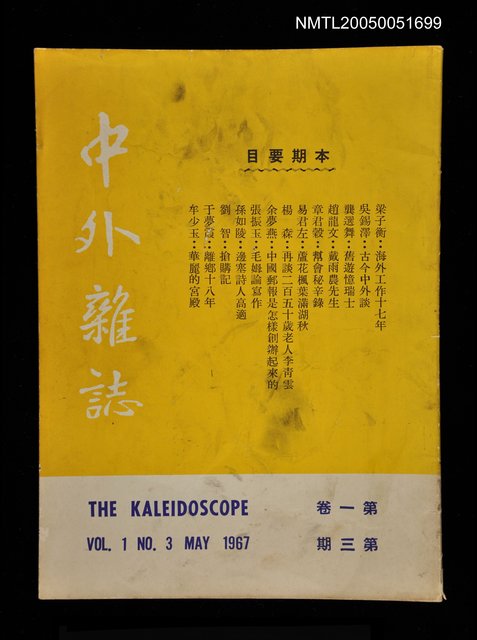 NMTL20050051699
中外雜誌
本期要目
梁子衡：海外工作十七年
吳錫澤：古今中外談
龔選舞：舊遊憶瑞士
趙龍文：戴雨農先生
章君穀：幫會秘辛錄
易君左：蘆花楓葉滿湖秋
楊　森：再談二百五十歲老人李青雲
余夢燕：中國郵報是怎樣創辦起來的
張振玉：毛姆論寫作
孫如陵：邊塞詩人高適
劉　智：搶購記
于夢霞：離鄉十八年
牟少玉：華麗的宮殿
THE KALEIDOSCOPE
VOL. 1 NO. 3 MAY 1967
第一卷
第三期